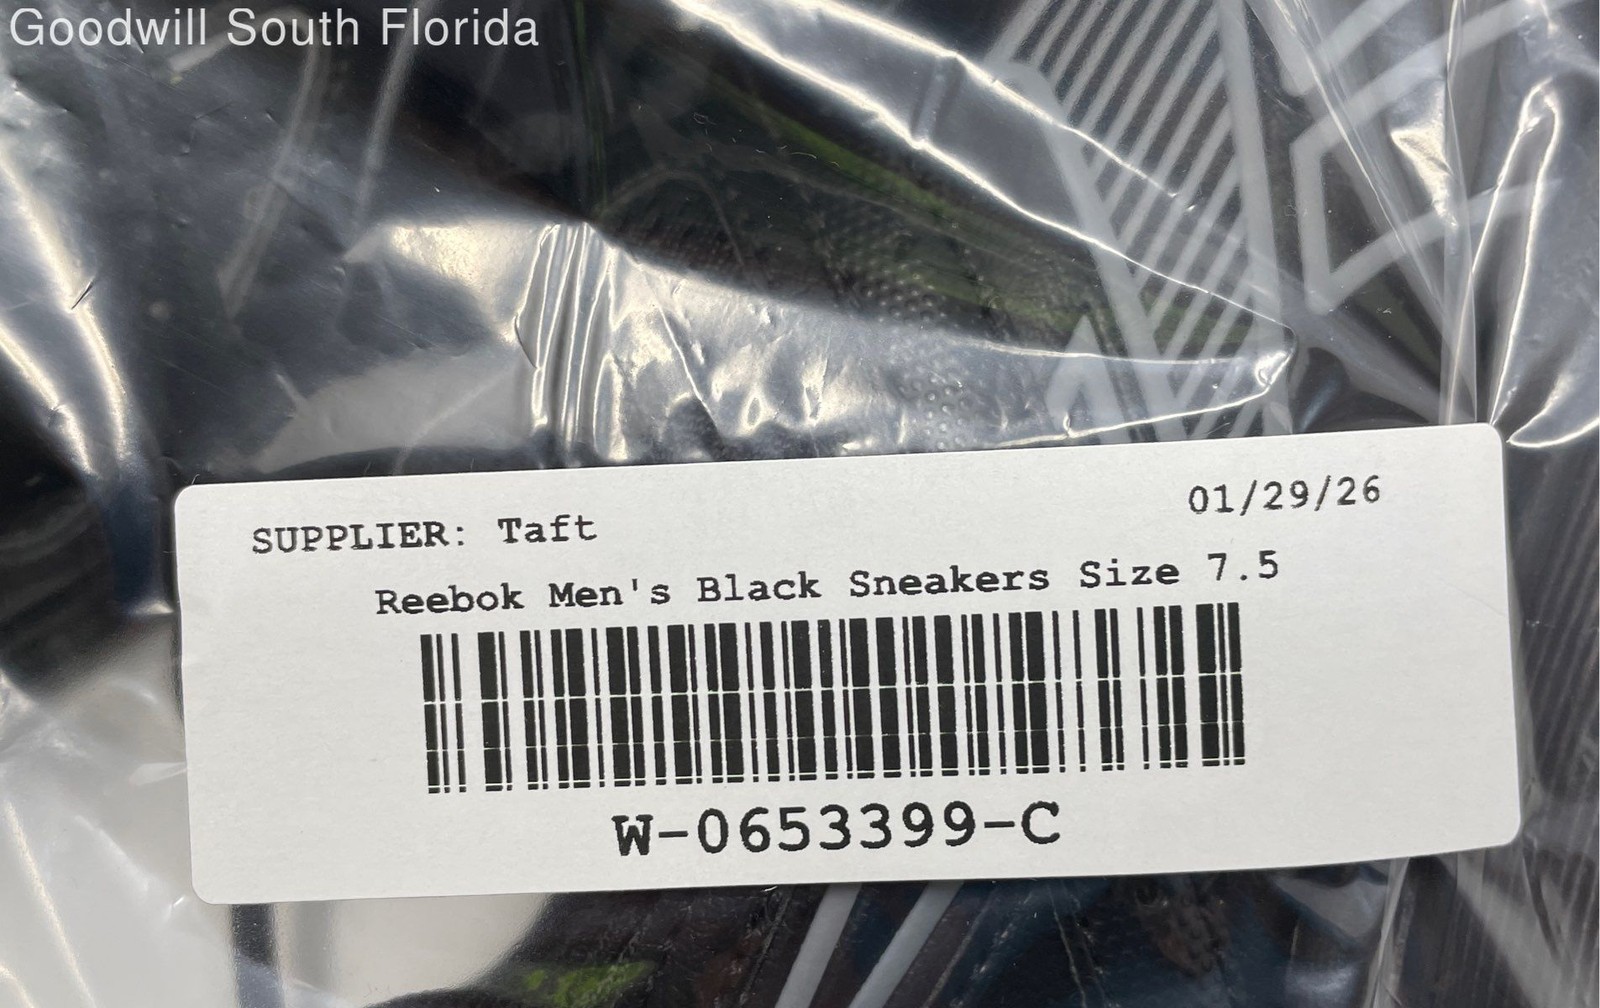 Goodwill South Florida
01/29/26
SUPPLIER: Taft
Reebok Men's Black Sneakers Size 7.5
W-0653399-C